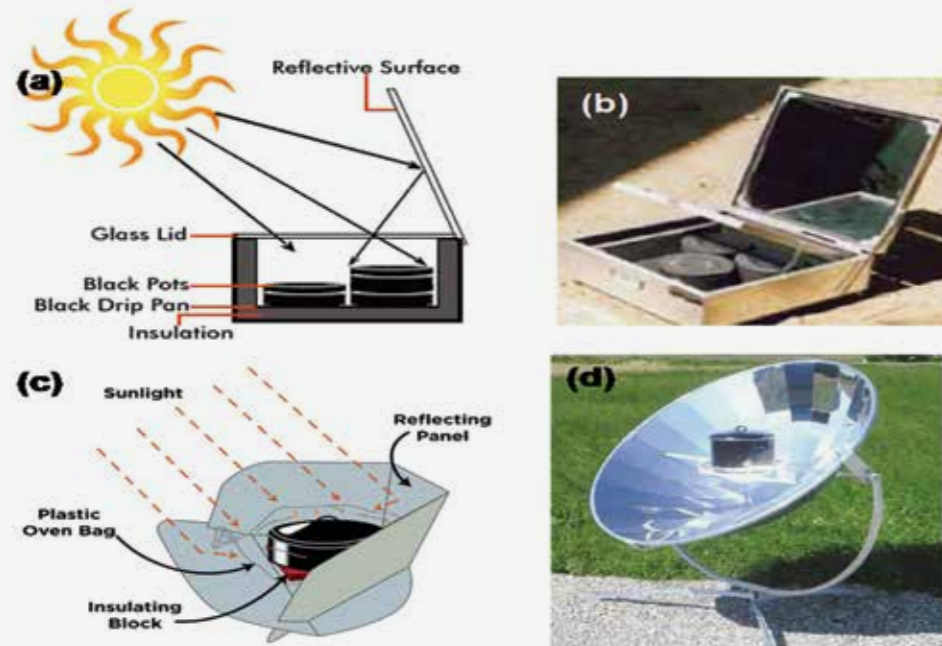 (a)
Reflective Surface
Glass Lid
Black Pots
Black Drip Pan
Insulation
(b)
(c)
Sunlight
Reflecting
Panel
Plastic
Oven Bag
Insulating
Block
(d)